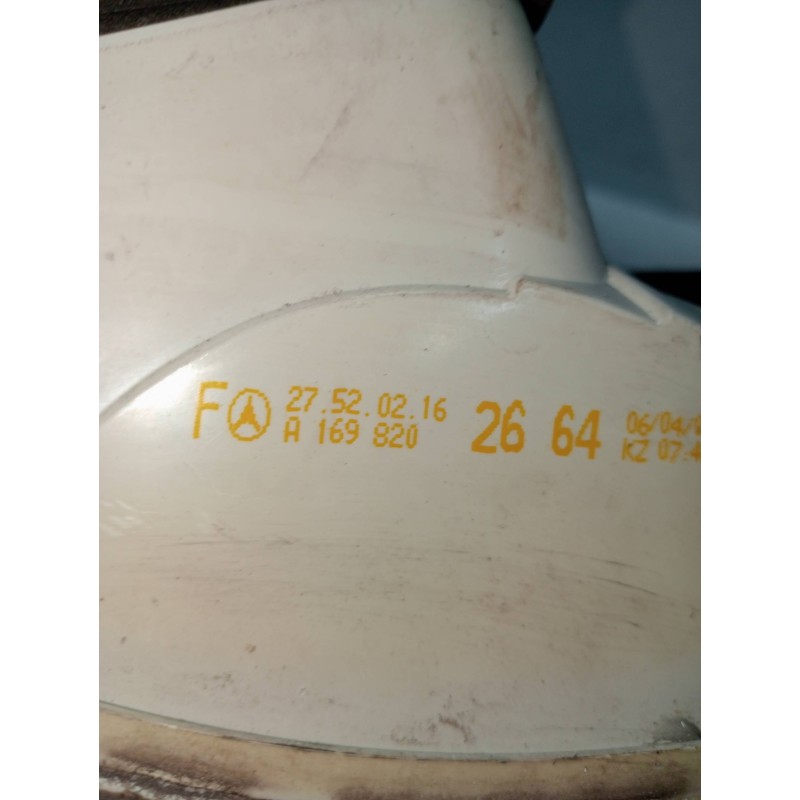 F 27.52.02.16
A 169 820 26 64
06/04/
KZ 07.4